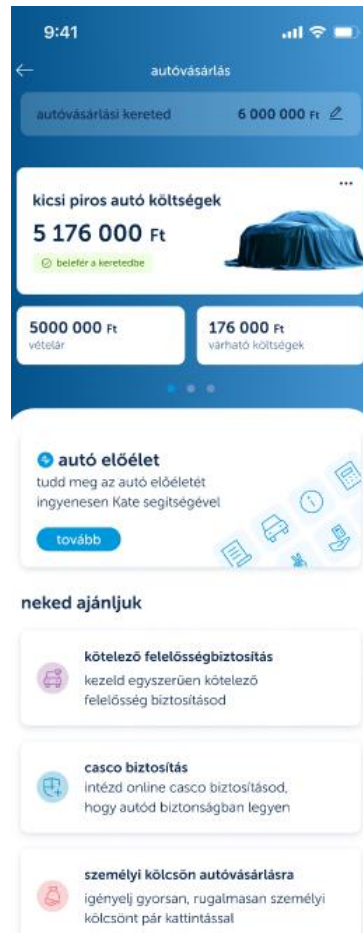 9:41
autóvásárlás
autóvásárlási kereted 6 000 000 Ft
kicsi piros autó költségek
5 176 000 Ft
belefér a keretedbe
5000 000 Ft
vételár
176 000 Ft
várható költségek
autó előélet
tudd meg az autó előéletét
ingyenesen Kate segítségével
tovább
neked ajánljuk
kötelező felelősségbiztosítás
kezeld egyszerűen kötelező
felelősség biztosításod
casco biztosítás
intézd online casco biztosításod,
hogy autód biztonságban legyen
személyi kölcsön autóvásárlásra
igényelj gyorsan, rugalmasan személyi
kölcsönt pár kattintással